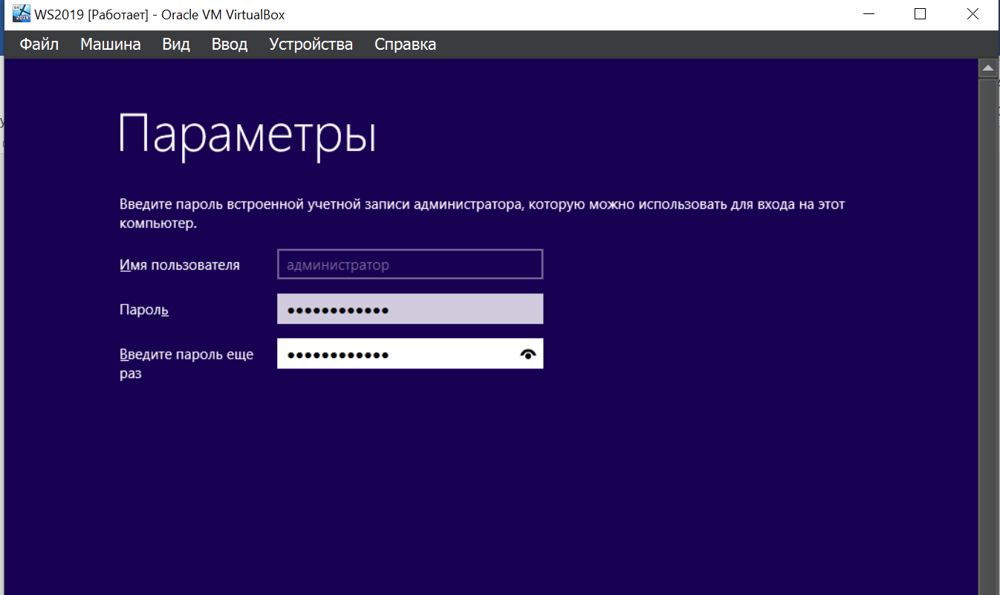 WS2019 [Работает] - Oracle VM VirtualBox
Файл Машина Вид Ввод Устройства Справка
Параметры
Введите пароль встроенной учетной записи администратора, которую можно использовать для входа на этот
компьютер.
Имя пользователя администратор
Пароль ●●●●●●●●●●●●
Введите пароль еще ●●●●●●●●●●●●
раз